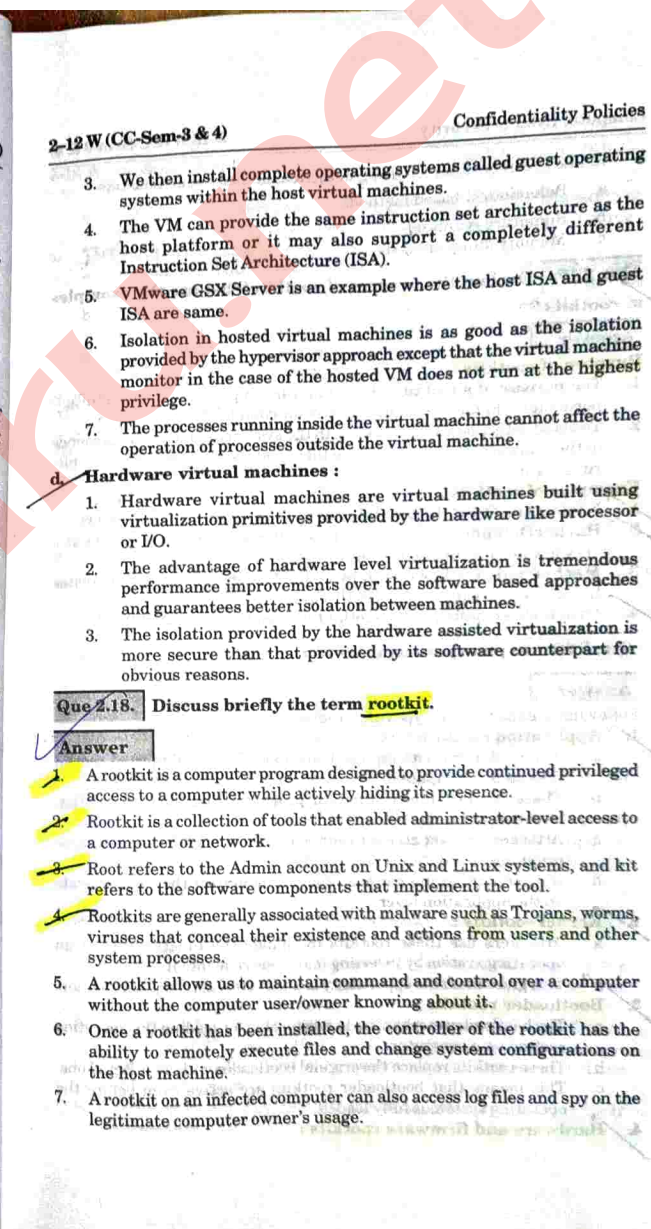 2–12 W (CC-Sem-3 & 4)
Confidentiality Policies
3. We then install complete operating systems called guest operating
systems within the host virtual machines.
4. The VM can provide the same instruction set architecture as the
host platform or it may also support a completely different
Instruction Set Architecture (ISA).
5. VMware GSX Server is an example where the host ISA and guest
ISA are same.
6. Isolation in hosted virtual machines is as good as the isolation
provided by the hypervisor approach except that the virtual machine
monitor in the case of the hosted VM does not run at the highest
privilege.
7. The processes running inside the virtual machine cannot affect the
operation of processes outside the virtual machine.
d. Hardware virtual machines :
1. Hardware virtual machines are virtual machines built using
virtualization primitives provided by the hardware like processor
or I/O.
2. The advantage of hardware level virtualization is tremendous
performance improvements over the software based approaches
and guarantees better isolation between machines.
3. The isolation provided by the hardware assisted virtualization is
more secure than that provided by its software counterpart for
obvious reasons.
Que 2.18. Discuss briefly the term rootkit.
Answer
1. A rootkit is a computer program designed to provide continued privileged
access to a computer while actively hiding its presence.
2. Rootkit is a collection of tools that enabled administrator-level access to
a computer or network.
3. Root refers to the Admin account on Unix and Linux systems, and kit
refers to the software components that implement the tool.
4. Rootkits are generally associated with malware such as Trojans, worms,
viruses that conceal their existence and actions from users and other
system processes.
5. A rootkit allows us to maintain command and control over a computer
without the computer user/owner knowing about it.
6. Once a rootkit has been installed, the controller of the rootkit has the
ability to remotely execute files and change system configurations on
the host machine.
7. A rootkit on an infected computer can also access log files and spy on the
legitimate computer owner's usage.
ru.net